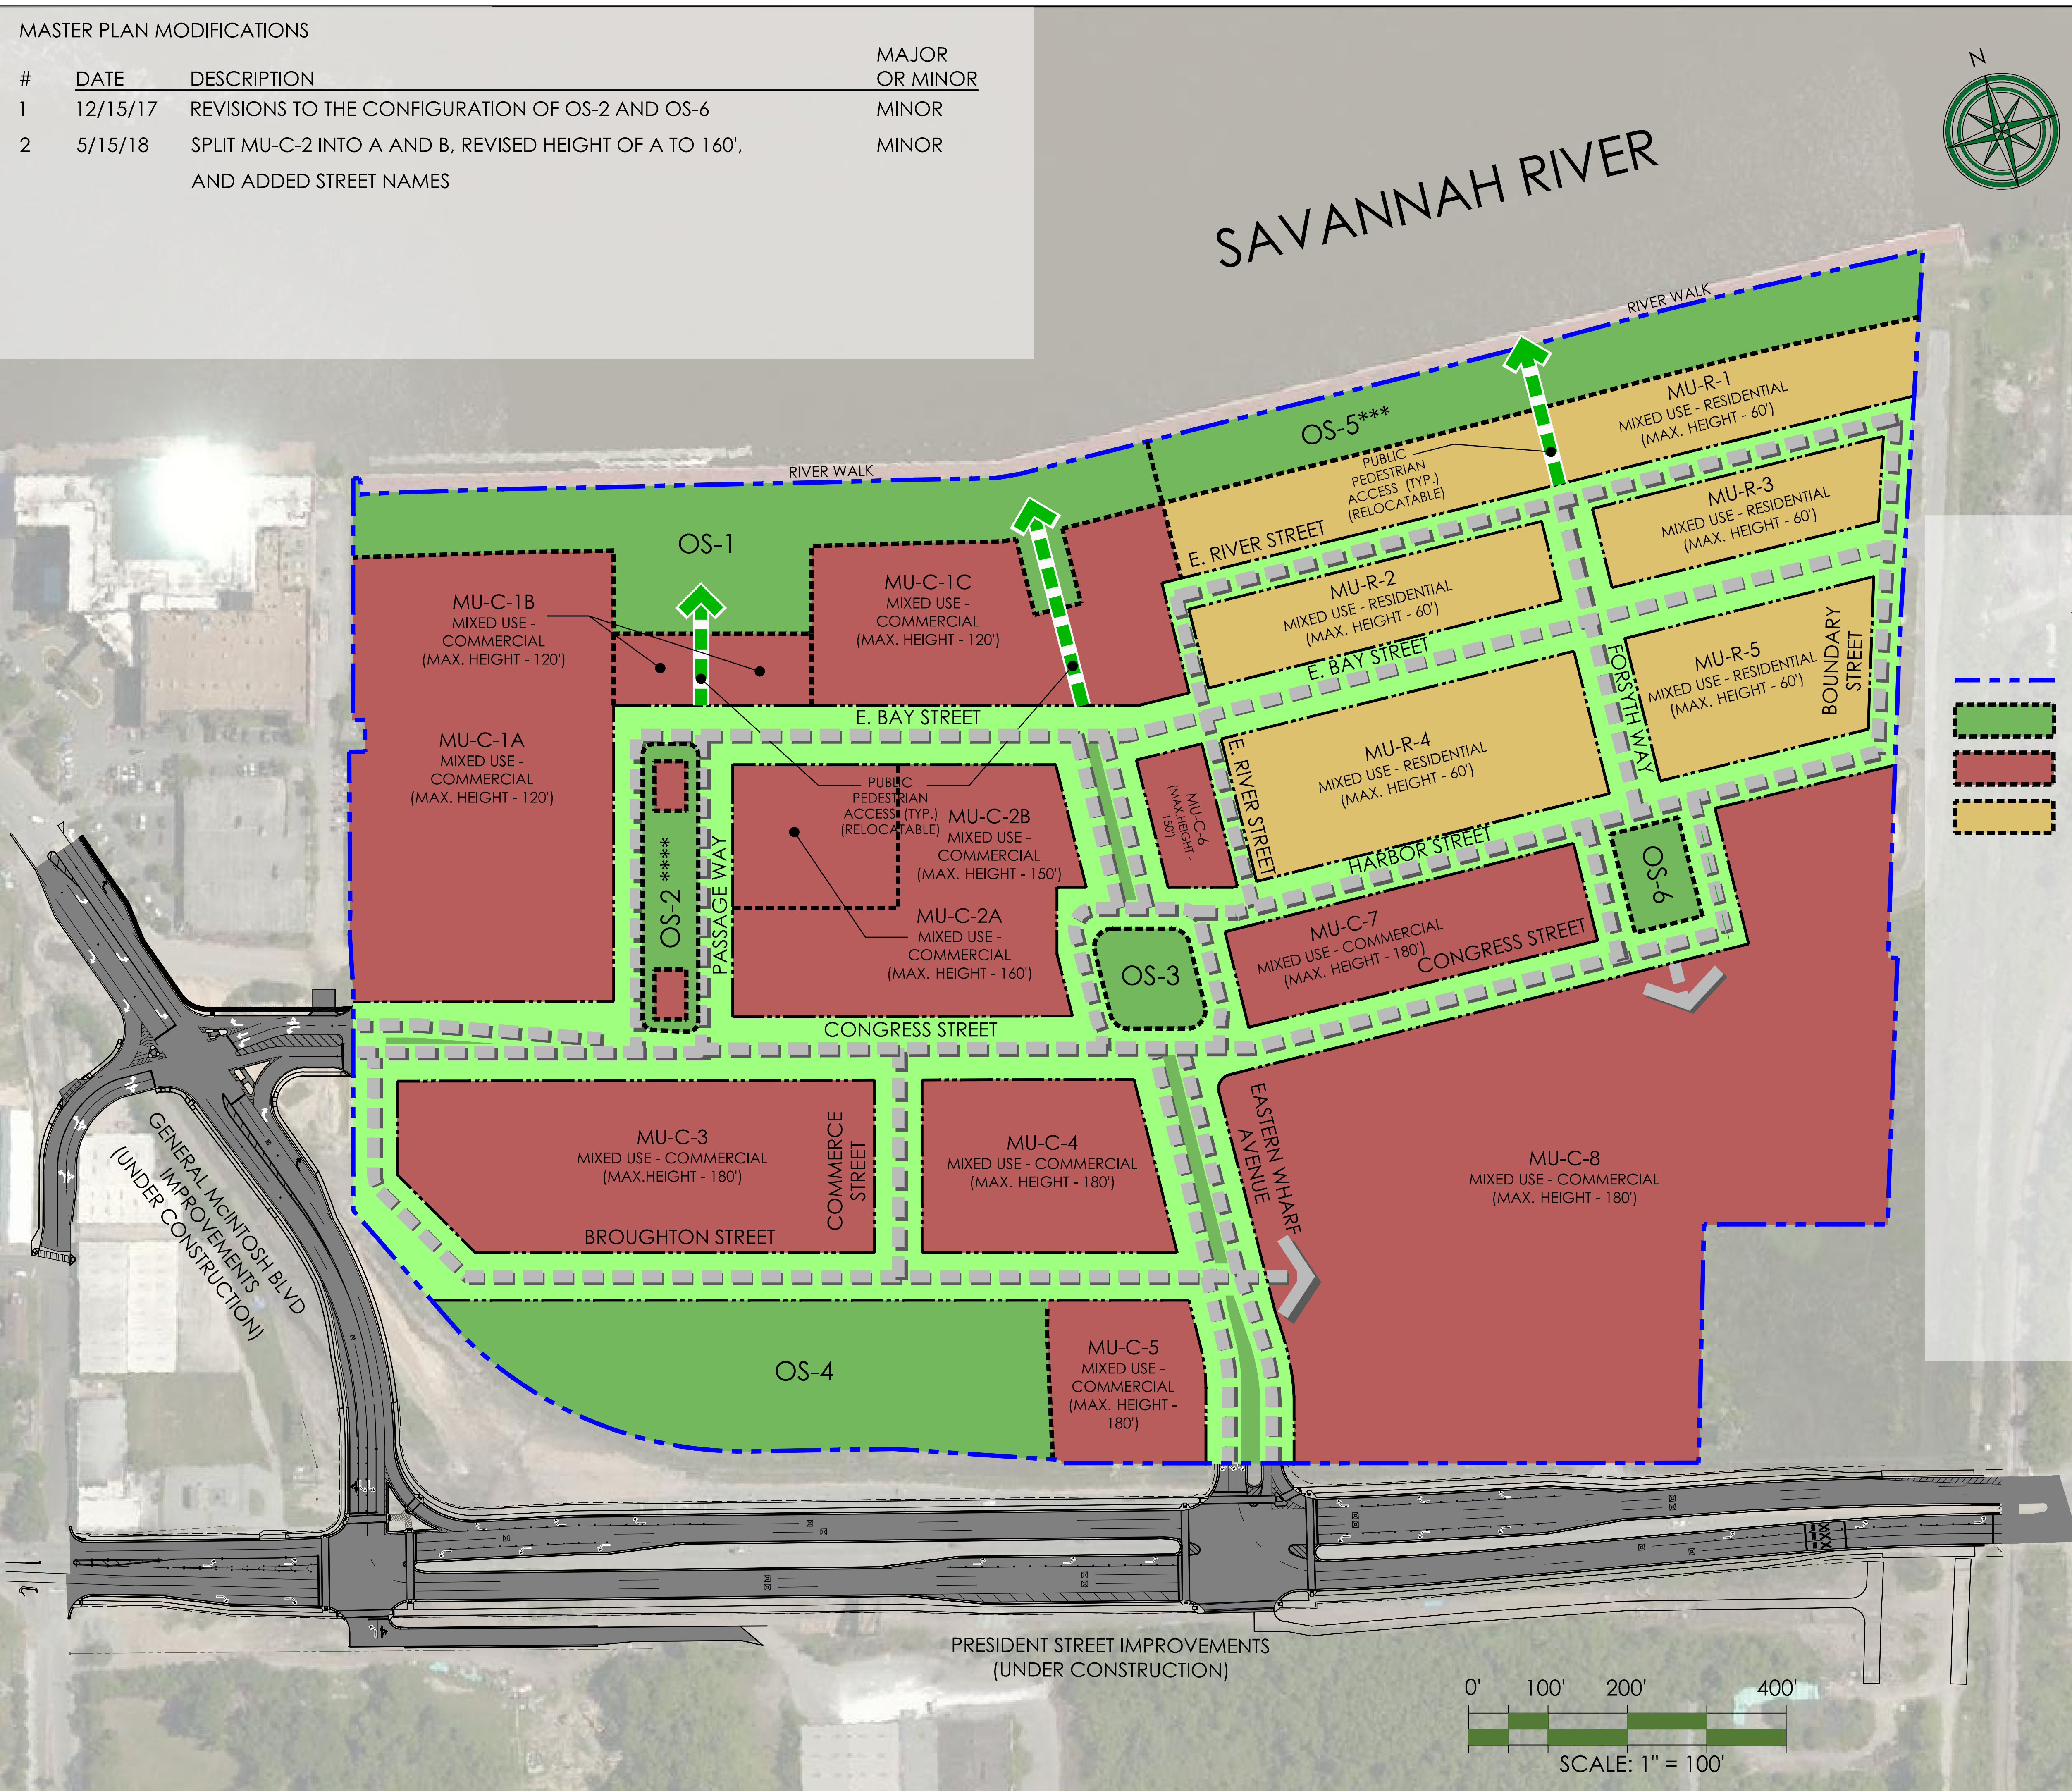 MASTER PLAN MODIFICATIONS
# DATE DESCRIPTION MAJOR OR MINOR
1 12/15/17 REVISIONS TO THE CONFIGURATION OF OS-2 AND OS-6 MINOR
2 5/15/18 SPLIT MU-C-2 INTO A AND B, REVISED HEIGHT OF A TO 160', MINOR
AND ADDED STREET NAMES
N
SAVANNAH RIVER
RIVER WALK
RIVER WALK
OS-5***
MU-R-1
MIXED USE - RESIDENTIAL
(MAX. HEIGHT - 60')
PUBLIC
PEDESTRIAN
ACCESS (TYP.)
(RELOCATABLE)
MU-R-3
MIXED USE - RESIDENTIAL
(MAX. HEIGHT - 60')
OS-1
E. RIVER STREET
MU-C-1B
MIXED USE -
COMMERCIAL
(MAX. HEIGHT - 120')
MU-C-1C
MIXED USE -
COMMERCIAL
(MAX. HEIGHT - 120')
MU-R-2
MIXED USE - RESIDENTIAL
(MAX. HEIGHT - 60')
E. BAY STREET
FORSYTH WAY
MU-R-5
MIXED USE - RESIDENTIAL
(MAX. HEIGHT - 60')
BOUNDARY
STREET
E. BAY STREET
MU-C-1A
MIXED USE -
COMMERCIAL
(MAX. HEIGHT - 120')
MU-R-4
MIXED USE - RESIDENTIAL
(MAX. HEIGHT - 60')
PUBLIC
PEDESTRIAN
ACCESS (TYP.)
(RELOCATABLE)
MU-C-2B
MIXED USE -
COMMERCIAL
(MAX. HEIGHT - 150')
MU-C-6
(MAX.HEIGHT -
150')
E. RIVER STREET
HARBOR STREET
OS-6
OS-2 ****
PASSAGE WAY
MU-C-2A
MIXED USE -
COMMERCIAL
(MAX. HEIGHT - 160')
MU-C-7
MIXED USE - COMMERCIAL
(MAX. HEIGHT - 180')
CONGRESS STREET
OS-3
CONGRESS STREET
GENERAL McINTOSH BLVD
IMPROVEMENTS
(UNDER CONSTRUCTION)
MU-C-3
MIXED USE - COMMERCIAL
(MAX.HEIGHT - 180')
COMMERCE
STREET
MU-C-4
MIXED USE - COMMERCIAL
(MAX. HEIGHT - 180')
EASTERN WHARF
AVENUE
MU-C-8
MIXED USE - COMMERCIAL
(MAX. HEIGHT - 180')
BROUGHTON STREET
OS-4
MU-C-5
MIXED USE -
COMMERCIAL
(MAX. HEIGHT -
180')
PRESIDENT STREET IMPROVEMENTS
(UNDER CONSTRUCTION)
0' 100' 200' 400'
SCALE: 1" = 100'